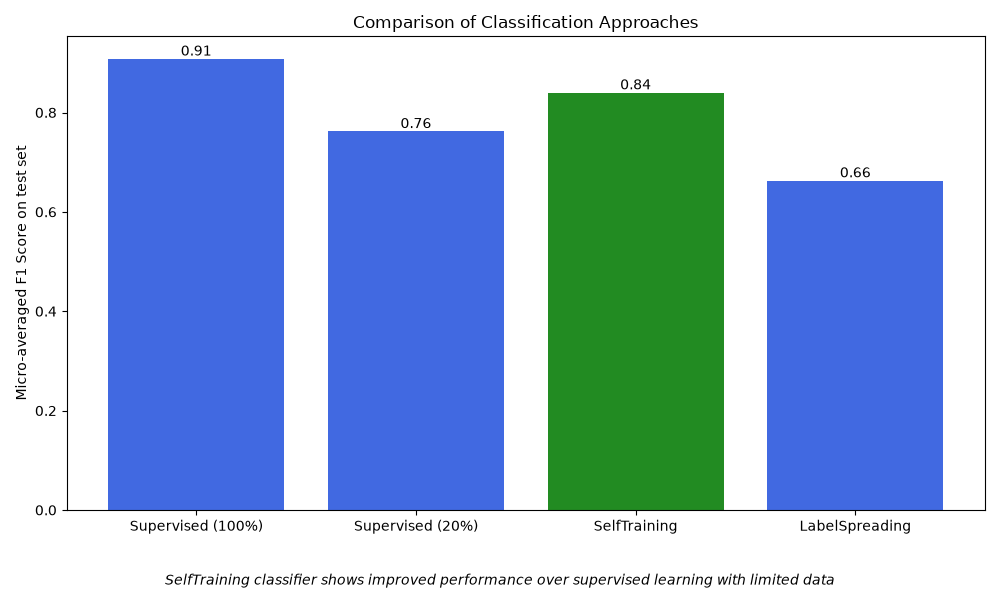 Comparison of Classification Approaches
Micro-averaged F1 Score on test set
0.8
0.6
0.4
0.2
0.0
0.91
0.76
0.84
0.66
Supervised (100%)
Supervised (20%)
SelfTraining
LabelSpreading
SelfTraining classifier shows improved performance over supervised learning with limited data